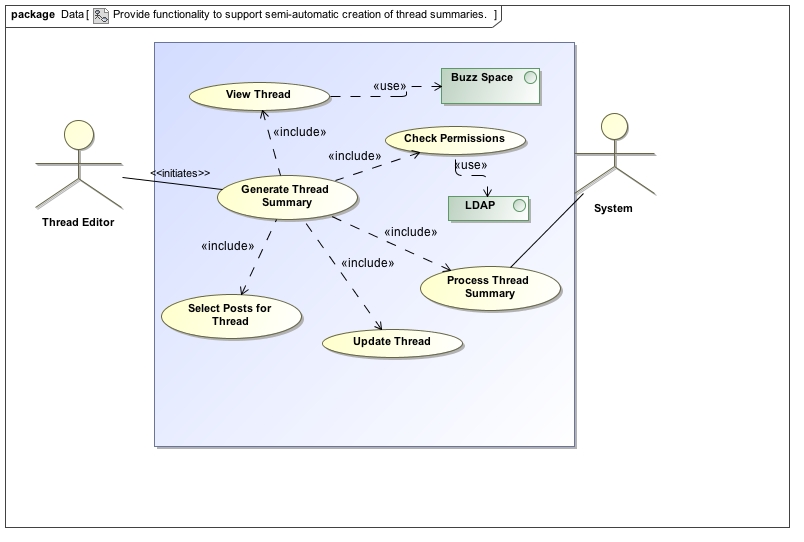 package Data [ Provide functionality to support semi-automatic creation of thread summaries. ]
Buzz Space
«use»
View Thread
«include»
Check Permissions
«include»
«use»
<<initiates>>
Generate Thread
Summary
LDAP
Thread Editor
System
«include»
«include»
«include»
Process Thread
Summary
Select Posts for
Thread
Update Thread